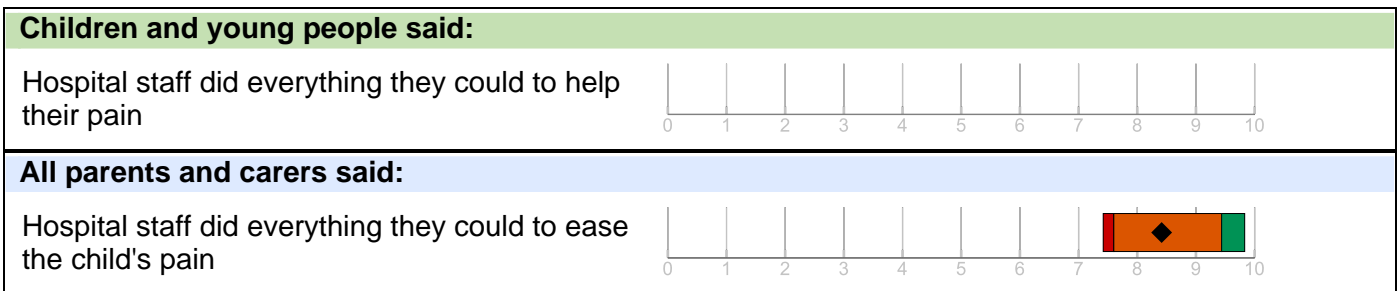 Children and young people said:
Hospital staff did everything they could to help
their pain
0 1 2 3 4 5 6 7 8 9 10
All parents and carers said:
Hospital staff did everything they could to ease
the child's pain
0 1 2 3 4 5 6 7 8 9 10